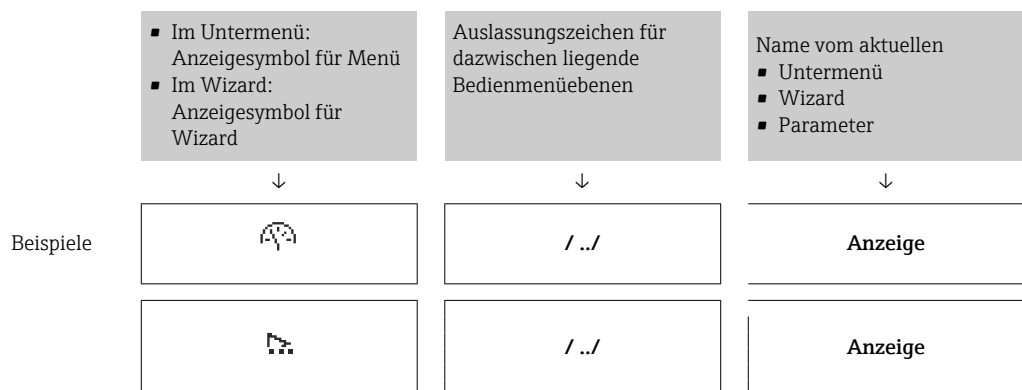 ▪ Im Untermenü:
Anzeigesymbol für Menü
▪ Im Wizard:
Anzeigesymbol für
Wizard
Auslassungszeichen für
dazwischen liegende
Bedienmenüebenen
Name vom aktuellen
▪ Untermenü
▪ Wizard
▪ Parameter
↓ ↓ ↓
Beispiele / ../ Anzeige
/ ../ Anzeige